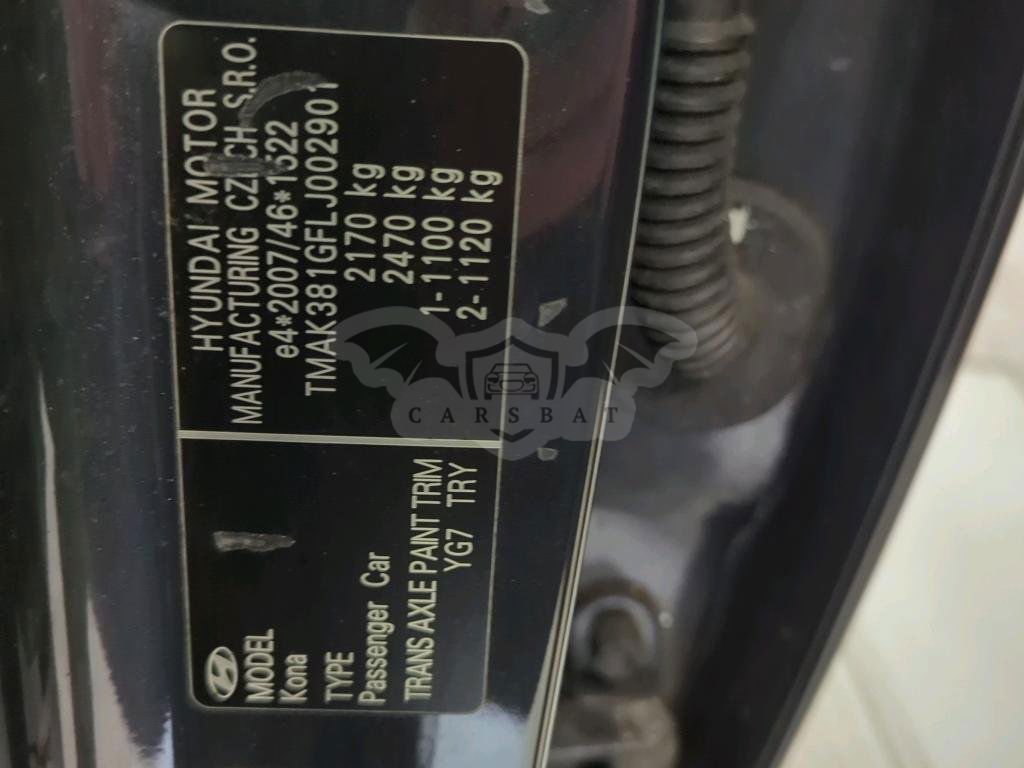 MODEL
Kona
TYPE
Passenger Car
TRANS AXLE PAINT TRIM
YG7 TRY
HYUNDAI MOTOR
MANUFACTURING CZECH S.R.O.
e4*2007/46*1522
TMAK381GFLJ002901
2170 kg
2470 kg
1- 1100 kg
2- 1120 kg
CARSBAT